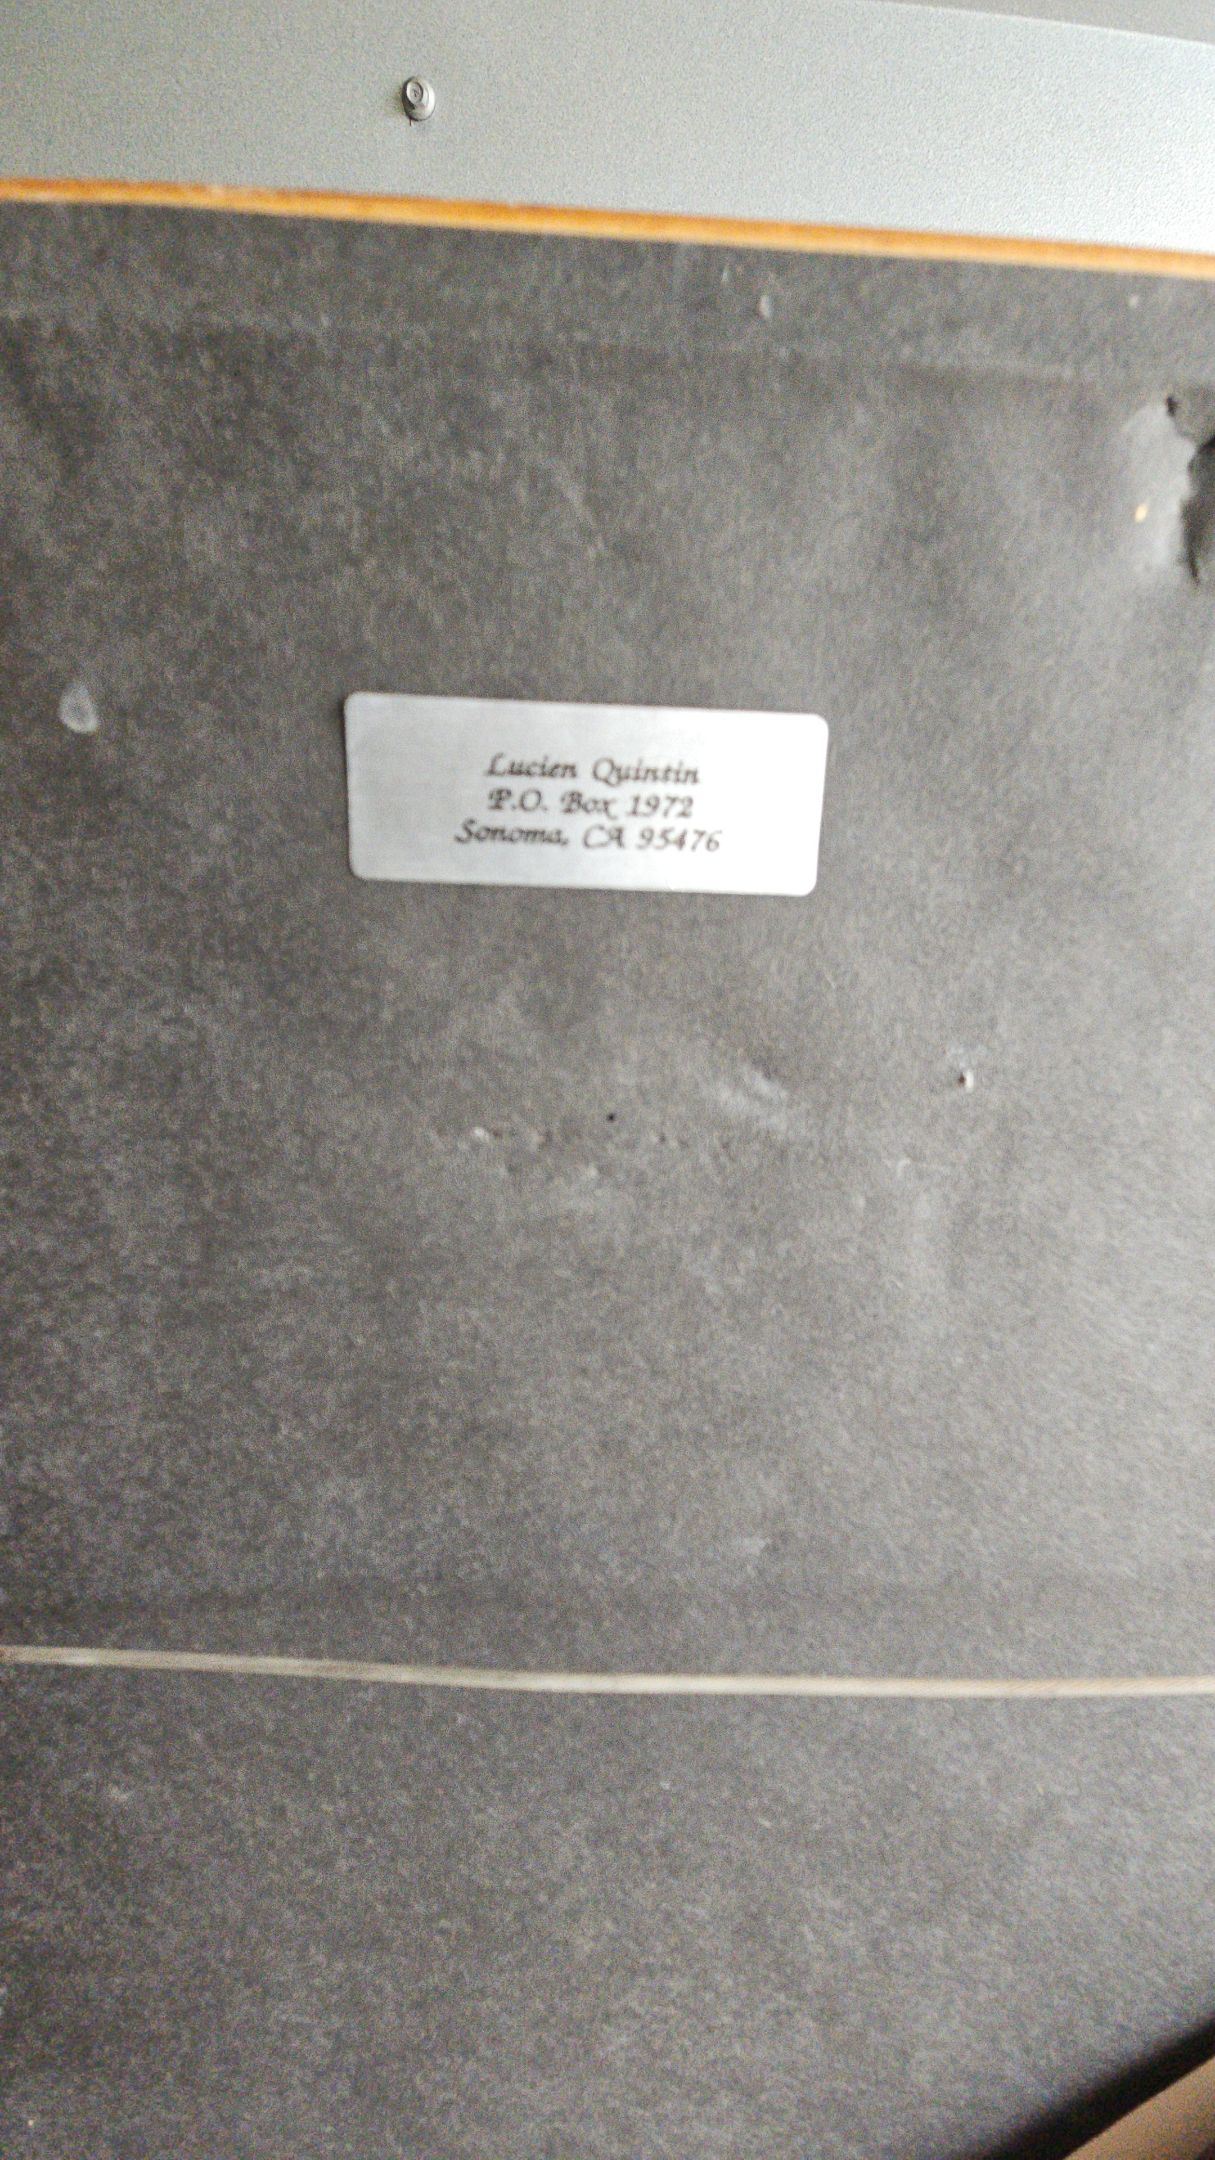 Lucien Quintin
P.O. Box 1972
Sonoma, CA 95476